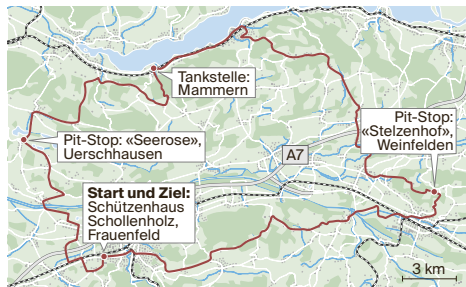 Tankstelle:
Mammern
Pit-Stop:
«Stelzenhof»,
Weinfelden
Pit-Stop: «Seerose»,
Uerschhausen
A7
Start und Ziel:
Schützenhaus
Schollenholz,
Frauenfeld
3 km